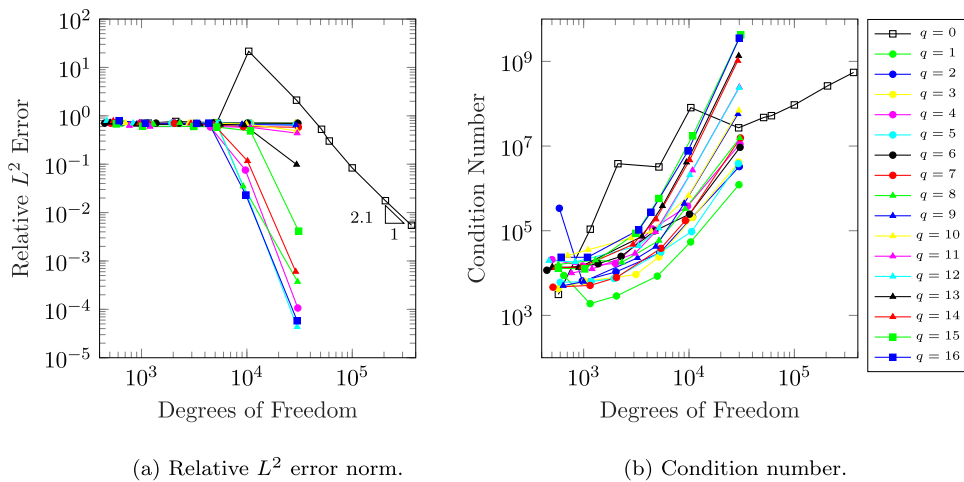 10^2
10^1
10^0
10^−1
10^−2
10^−3
10^−4
10^−5
10^3
10^4
10^5
Relative L^2 Error
Degrees of Freedom
2.1
1
(a) Relative L^2 error norm.
10^9
10^7
10^5
10^3
10^3
10^4
10^5
Condition Number
Degrees of Freedom
(b) Condition number.
q = 0
q = 1
q = 2
q = 3
q = 4
q = 5
q = 6
q = 7
q = 8
q = 9
q = 10
q = 11
q = 12
q = 13
q = 14
q = 15
q = 16